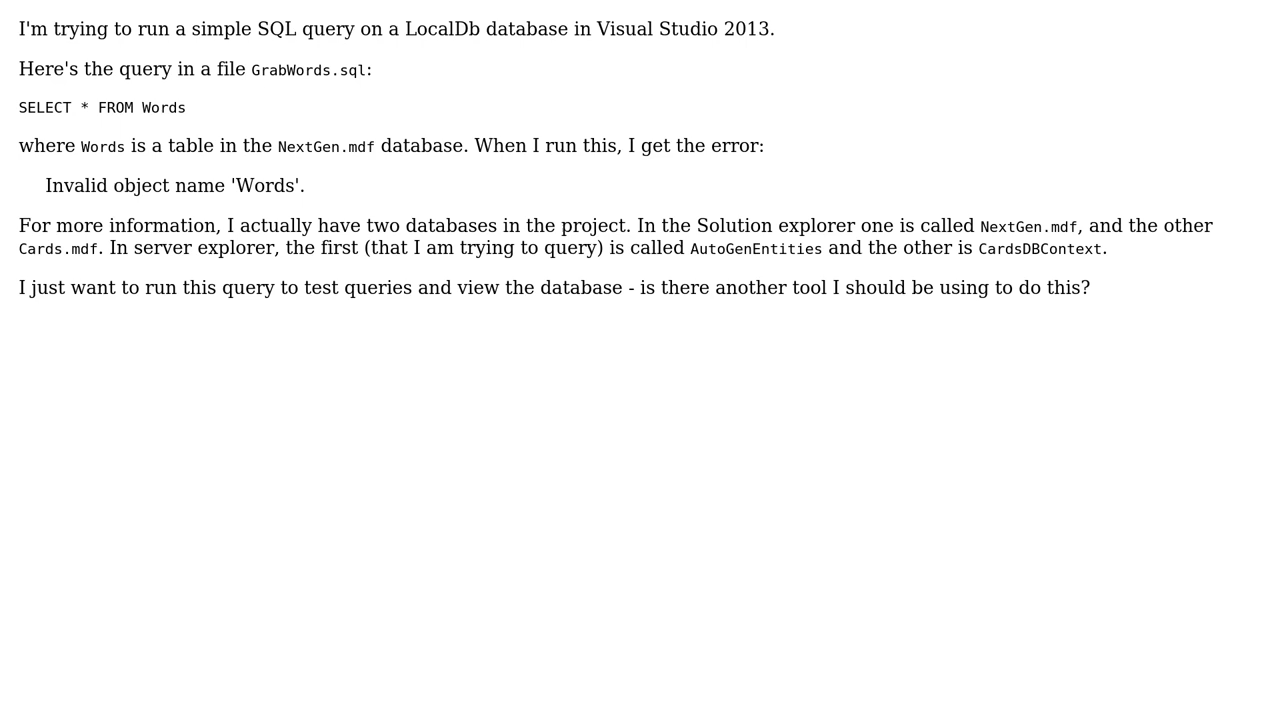 I'm trying to run a simple SQL query on a LocalDb database in Visual Studio 2013.
Here's the query in a file GrabWords.sql:
SELECT * FROM Words
where Words is a table in the NextGen.mdf database. When I run this, I get the error:
Invalid object name 'Words'.
For more information, I actually have two databases in the project. In the Solution explorer one is called NextGen.mdf, and the other
Cards.mdf. In server explorer, the first (that I am trying to query) is called AutoGenEntities and the other is CardsDBContext.
I just want to run this query to test queries and view the database - is there another tool I should be using to do this?